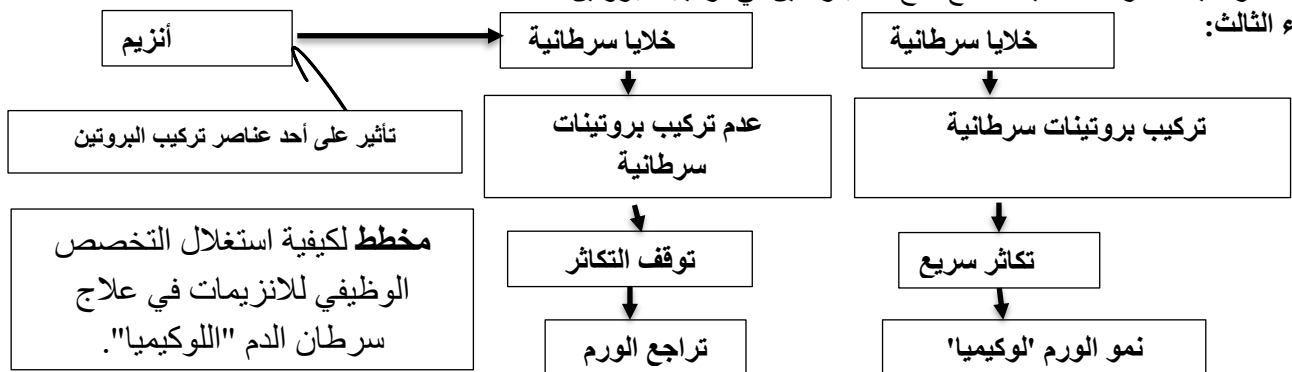 ء الثالث:
خلايا سرطانية
خلايا سرطانية
أنزيم
تركيب بروتينات سرطانية
عدم تركيب بروتينات
سرطانية
تأثير على أحد عناصر تركيب البروتين
تكاثر سريع
توقف التكاثر
نمو الورم 'لوكيميا'
تراجع الورم
مخطط لكيفية استغلال التخصص
الوظيفي للانزيمات في علاج
سرطان الدم "اللوكيميا".